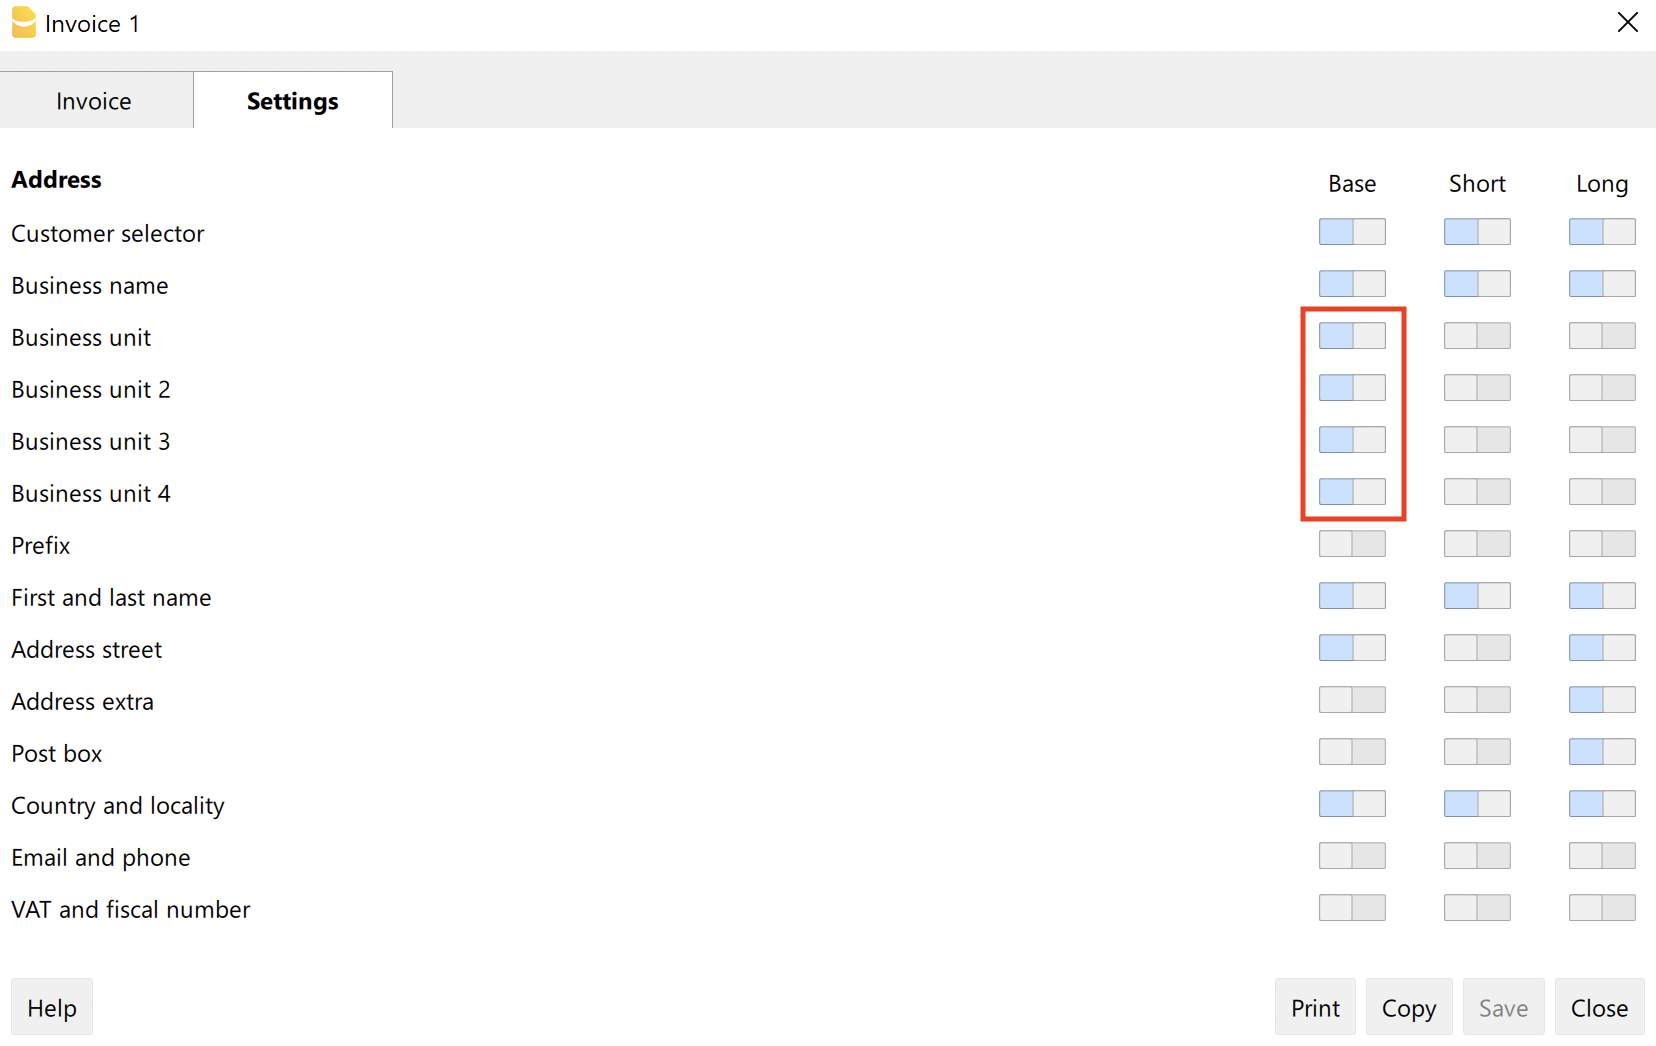 Invoice 1
Invoice Settings
Address Base Short Long
Customer selector
Business name
Business unit
Business unit 2
Business unit 3
Business unit 4
Prefix
First and last name
Address street
Address extra
Post box
Country and locality
Email and phone
VAT and fiscal number
Help Print Copy Save Close